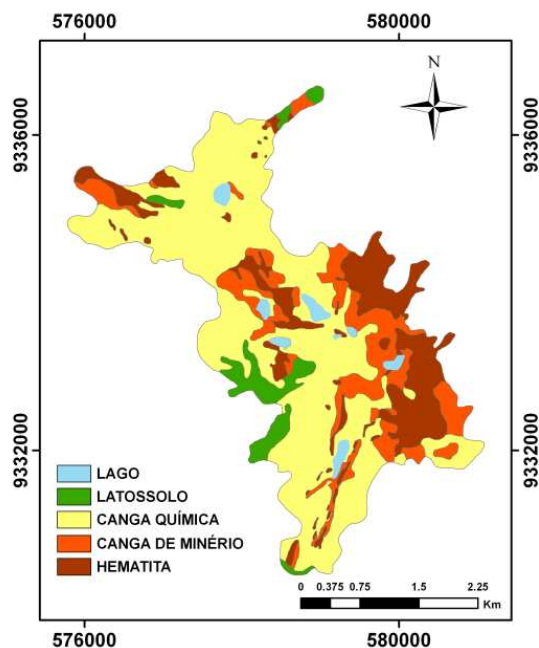 576000
580000
N
9336000
9336000
9332000
9332000
LAGO
LATOSSOLO
CANGA QUÍMICA
CANGA DE MINÉRIO
HEMATITA
0 0.375 0.75 1.5 2.25
Km
576000
580000